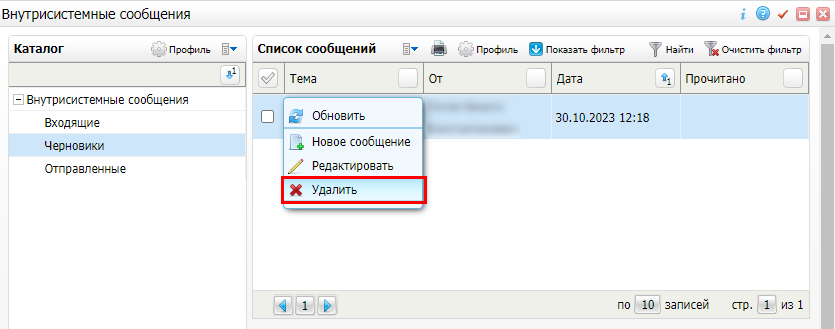 Внутрисистемные сообщения
Каталог Профиль
Список сообщений Профиль Показать фильтр Найти Очистить фильтр
Тема От Дата 1 Прочитано
1
Внутрисистемные сообщения
Входящие
Черновики
Отправленные
30.10.2023 12:18
Обновить
Новое сообщение
Редактировать
Удалить
1 по 10 записей стр. 1 из 1